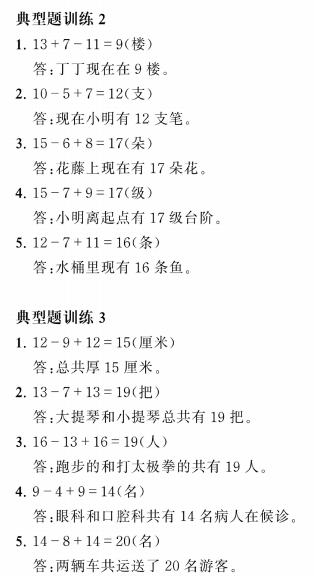 典型题训练 2
1. 13+7-11=9(楼)
答:丁丁现在在 9 楼。
2. 10-5+7=12(支)
答:现在小明有 12 支笔。
3. 15-6+8=17(朵)
答:花藤上现在有 17 朵花。
4. 15-7+9=17(级)
答:小明离起点有 17 级台阶。
5. 12-7+11=16(条)
答:水桶里现有 16 条鱼。
典型题训练 3
1. 12-9+12=15(厘米)
答:总共厚 15 厘米。
2. 13-7+13=19(把)
答:大提琴和小提琴总共有 19 把。
3. 16-13+16=19(人)
答:跑步的和打太极拳的共有 19 人。
4. 9-4+9=14(名)
答:眼科和口腔科共有 14 名病人在候诊。
5. 14-8+14=20(名)
答:两辆车共运送了 20 名游客。